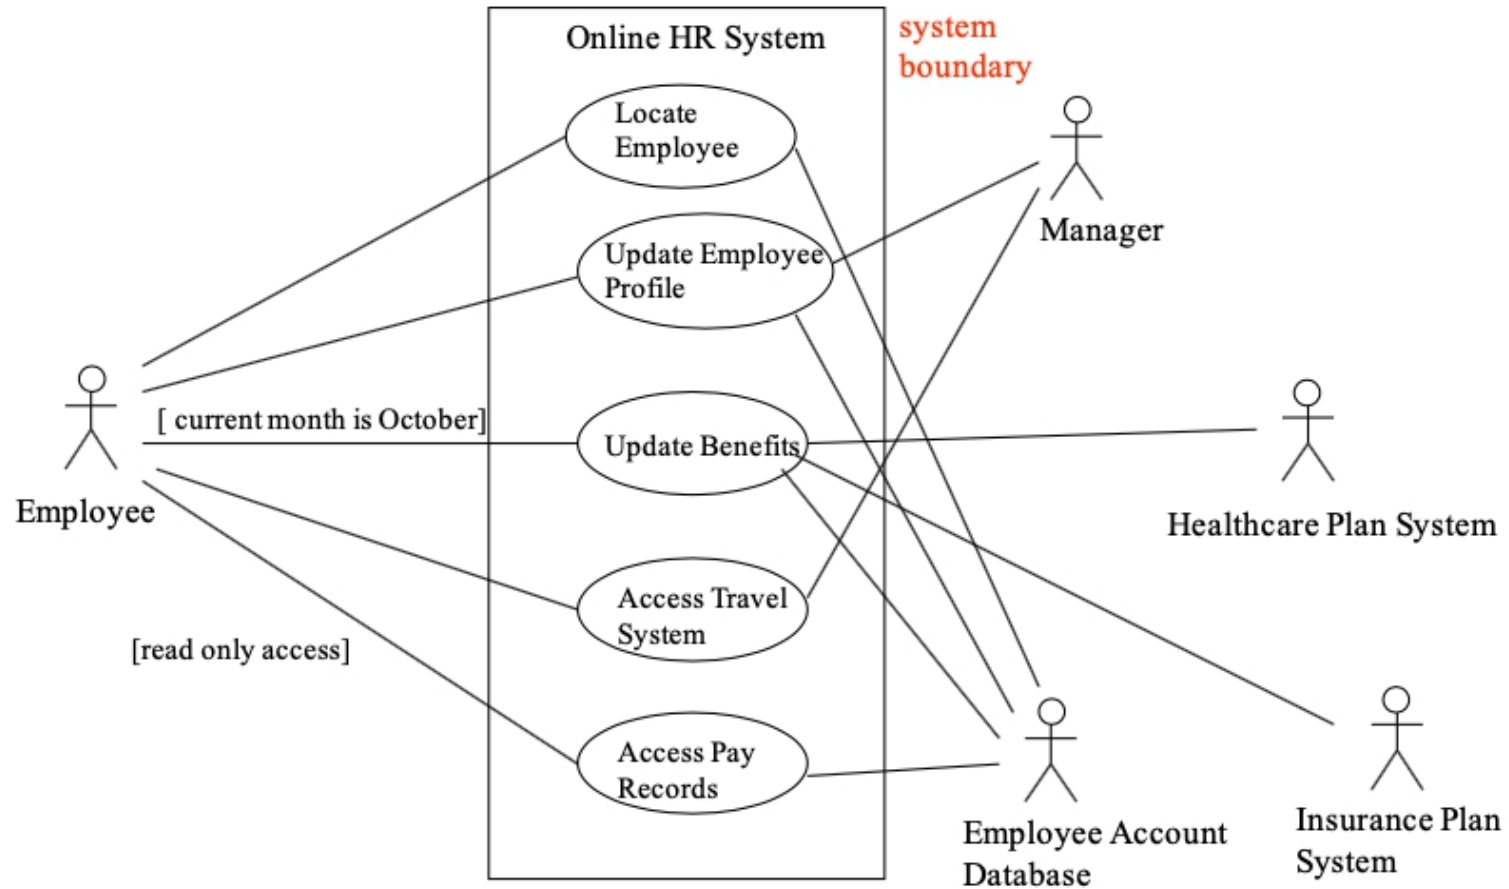 Online HR System
system
boundary
Locate
Employee
Manager
Update Employee
Profile
[ current month is October]
Update Benefits
Employee
Healthcare Plan System
Access Travel
System
[read only access]
Access Pay
Records
Employee Account
Database
Insurance Plan
System